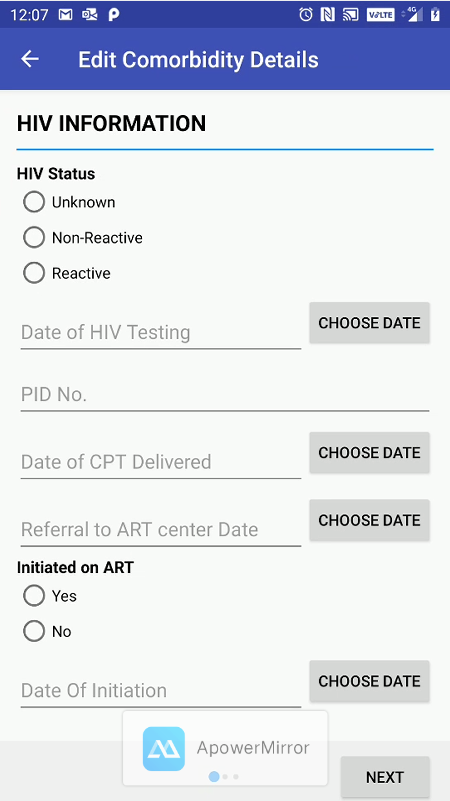 12:07
4G
VoLTE
Edit Comorbidity Details
HIV INFORMATION
HIV Status
Unknown
Non-Reactive
Reactive
Date of HIV Testing
CHOOSE DATE
PID No.
Date of CPT Delivered
CHOOSE DATE
Referral to ART center Date
CHOOSE DATE
Initiated on ART
Yes
No
Date Of Initiation
CHOOSE DATE
ApowerMirror
NEXT